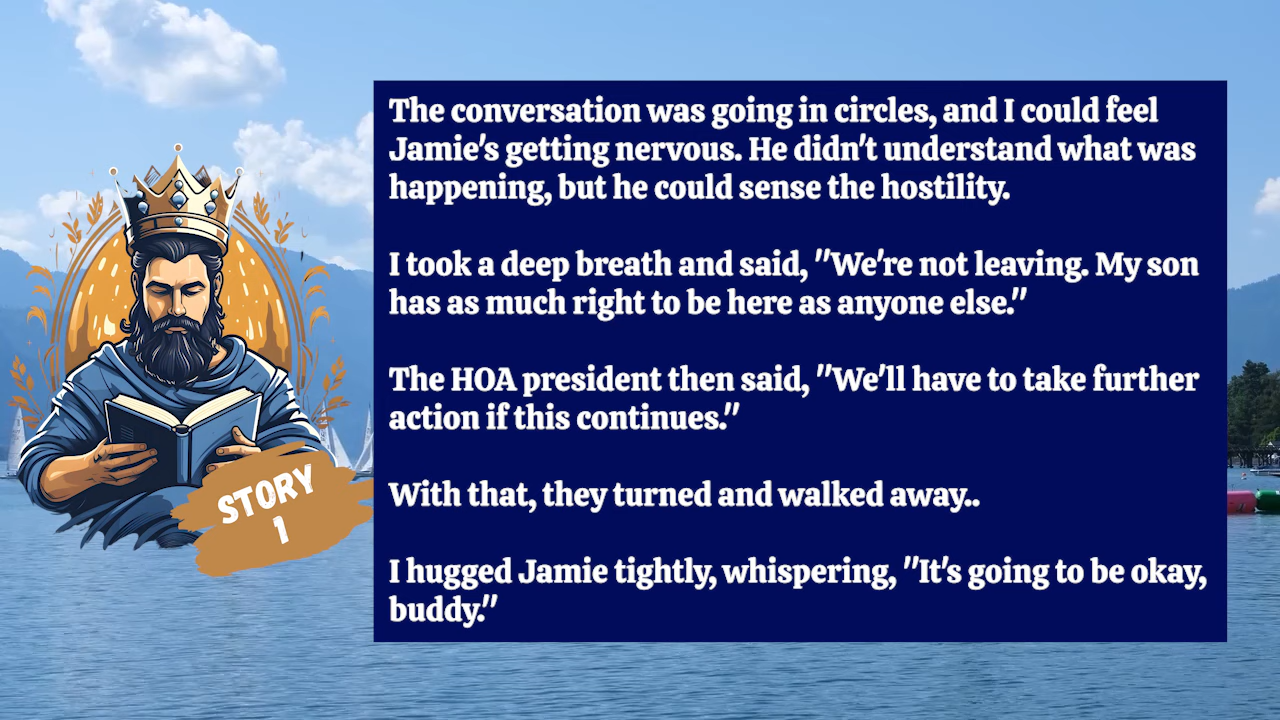 The conversation was going in circles, and I could feel
Jamie's getting nervous. He didn't understand what was
happening, but he could sense the hostility.
I took a deep breath and said, "We're not leaving. My son
has as much right to be here as anyone else."
The HOA president then said, "We'll have to take further
action if this continues."
With that, they turned and walked away..
I hugged Jamie tightly, whispering, "It's going to be okay,
buddy."
STORY
1